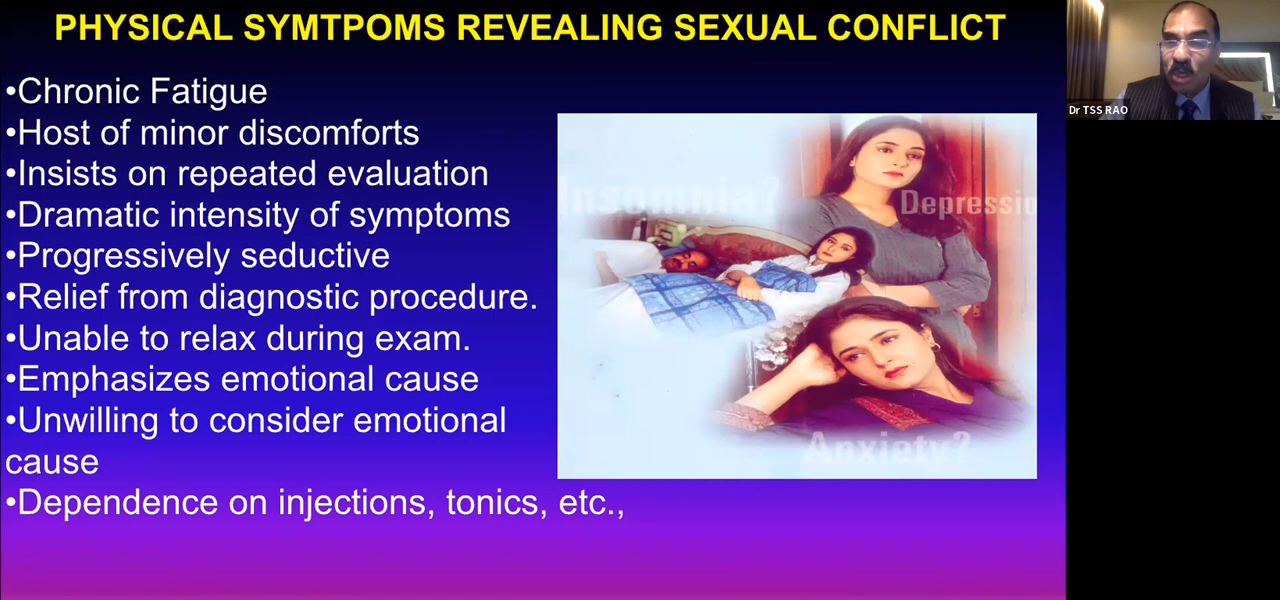 PHYSICAL SYMTPOMS REVEALING SEXUAL CONFLICT
•Chronic Fatigue
•Host of minor discomforts
•Insists on repeated evaluation
•Dramatic intensity of symptoms
•Progressively seductive
•Relief from diagnostic procedure.
•Unable to relax during exam.
•Emphasizes emotional cause
•Unwilling to consider emotional
cause
•Dependence on injections, tonics, etc.,
Insomnia?
Depressio
Anxiety?
Dr TSS RAO